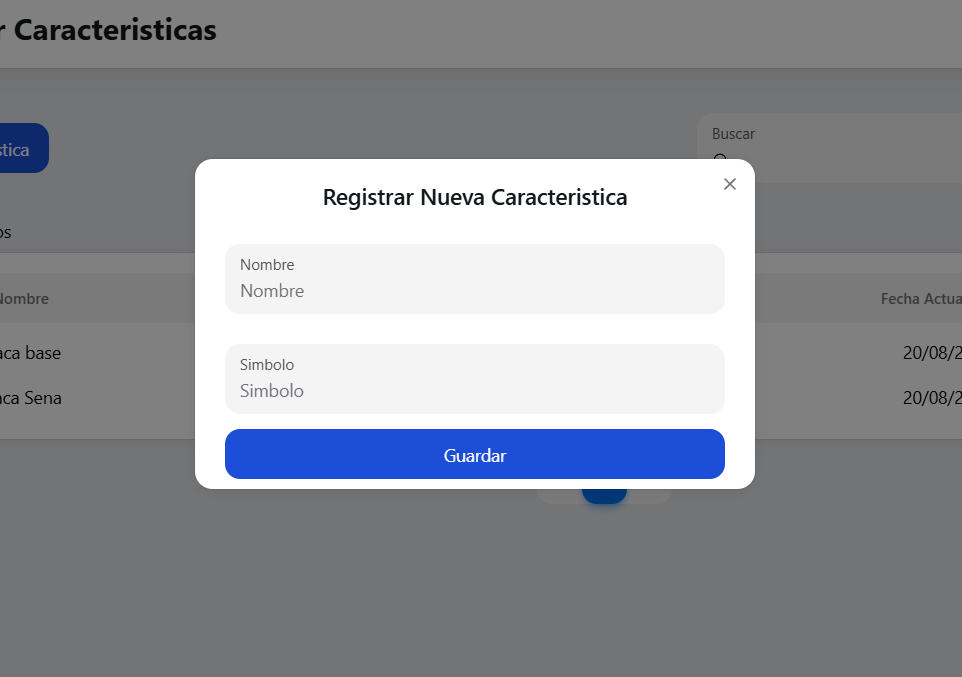 r Caracteristicas
stica
Buscar
Registrar Nueva Caracteristica
os
Nombre
Nombre
Nombre
Fecha Actua
Simbolo
Simbolo
aca base
20/08/2
aca Sena
20/08/2
Guardar